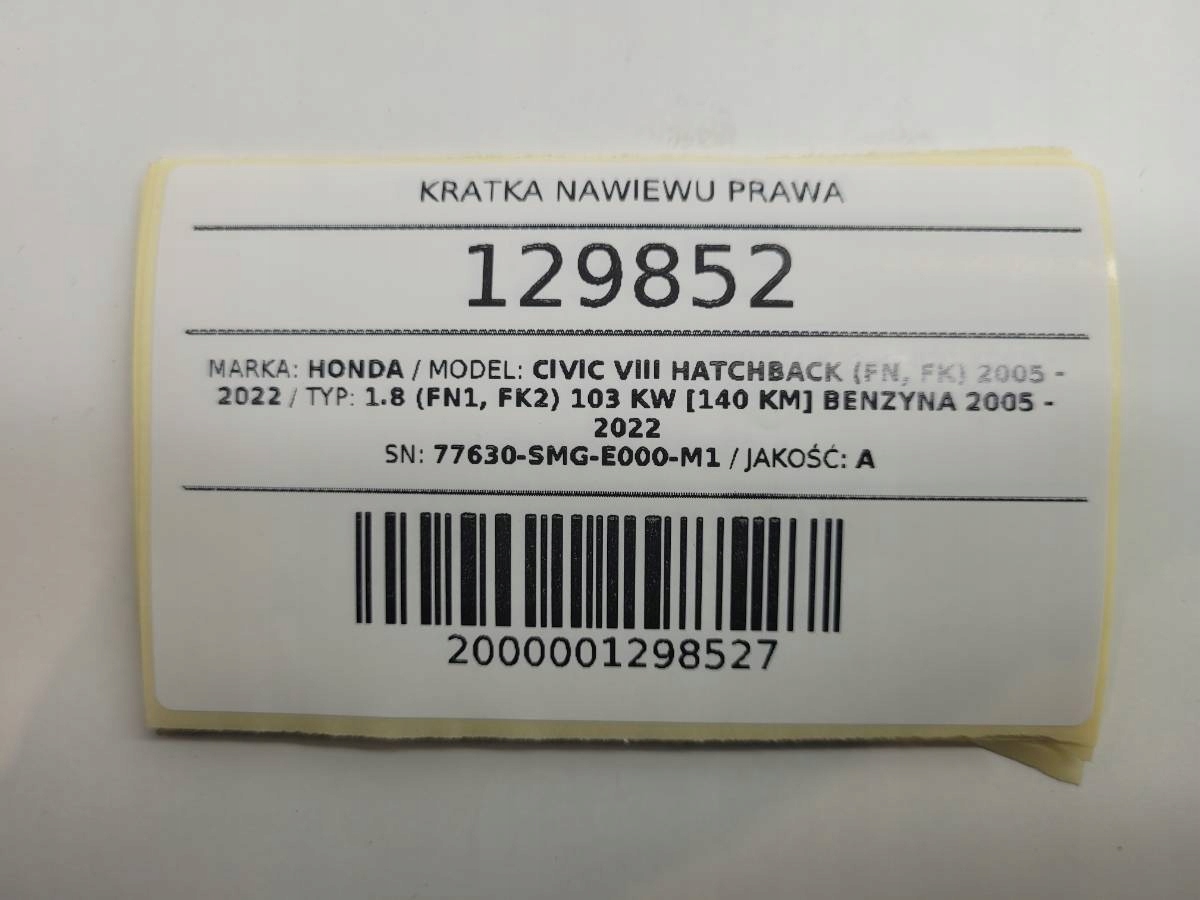 KRATKA NAWIEWU PRAWA
129852
MARKA: HONDA / MODEL: CIVIC VIII HATCHBACK (FN, FK) 2005 -
2022 / TYP: 1.8 (FN1, FK2) 103 KW [140 KM] BENZYNA 2005 -
2022
SN: 77630-SMG-E000-M1 / JAKOŚĆ: A
2000001298527